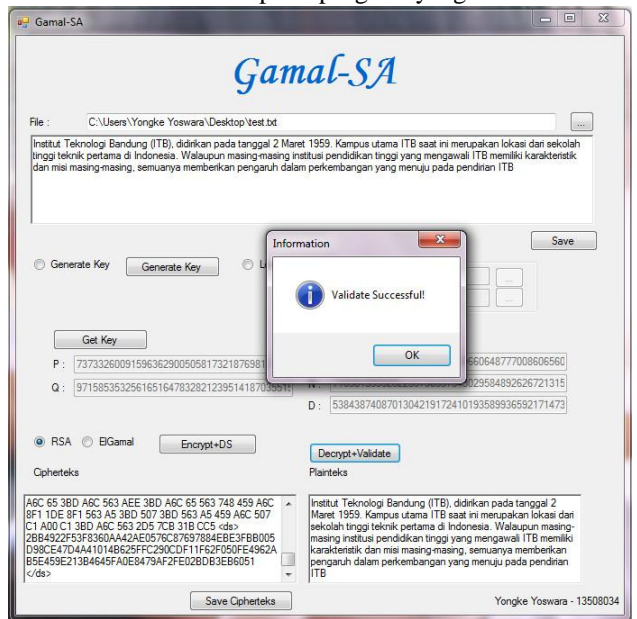 Gamal-SA
Gamal-SA
File : C:\Users\Yongke Yoswara\Desktop\test.txt ...
Institut Teknologi Bandung (ITB), didirikan pada tanggal 2 Maret 1959. Kampus utama ITB saat ini merupakan lokasi dari sekolah
tinggi teknik pertama di Indonesia. Walaupun masing-masing institusi pendidikan tinggi yang mengawali ITB memiliki karakteristik
dan misi masing-masing, semuanya memberikan pengaruh dalam perkembangan yang menuju pada pendirian ITB
Save
Information
Generate Key Generate Key
Validate Successful!
OK
Get Key
P :
Q :
D : 5384387408701304219172410193589936592171473
RSA ElGamal Encrypt+DS Decrypt+Validate
Cipherteks
A6C 65 3BD A6C 563 AEE 3BD A6C 65 563 748 459 A6C
8F1 1DE 8F1 563 A5 3BD 507 3BD 563 A5 459 A6C 507
C1 A00 C1 3BD A6C 563 2D5 7CB 31B CC5 <ds>
2BB4922F53F8360AA42AE0576C87697884EBE3FBB005
D98CE47D4A41014B625FFC290CDF11F62F050FE4962A
B5E459E213B4645FA0E8479AF2FE02BDB3EB6051
</ds>
Plainteks
Institut Teknologi Bandung (ITB), didirikan pada tanggal 2
Maret 1959. Kampus utama ITB saat ini merupakan lokasi dari
sekolah tinggi teknik pertama di Indonesia. Walaupun masing-
masing institusi pendidikan tinggi yang mengawali ITB memiliki
karakteristik dan misi masing-masing, semuanya memberikan
pengaruh dalam perkembangan yang menuju pada pendirian
ITB
Save Cipherteks
Yongke Yoswara - 13508034